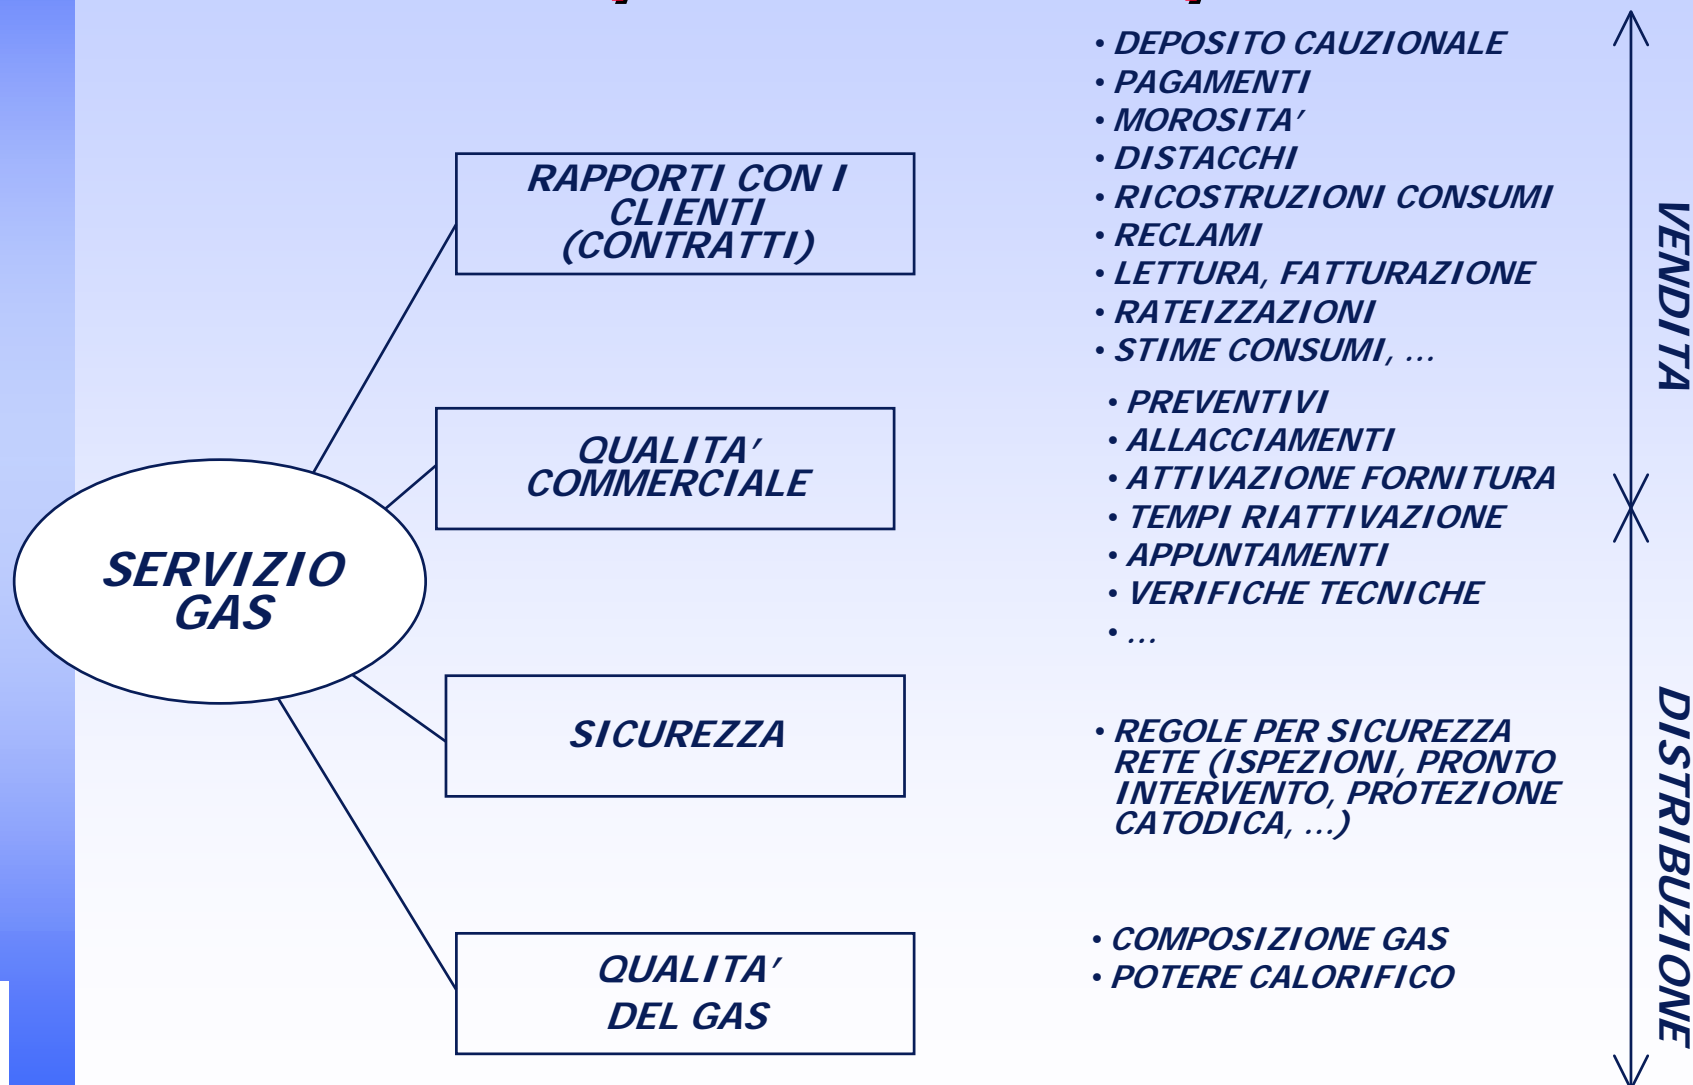 • DEPOSITO CAUZIONALE
• PAGAMENTI
• MOROSITA’
• DISTACCHI
• RICOSTRUZIONI CONSUMI
• RECLAMI
• LETTURA, FATTURAZIONE
• RATEIZZAZIONI
• STIME CONSUMI, ...
RAPPORTI CON I
CLIENTI
(CONTRATTI)
VENDITA
• PREVENTIVI
• ALLACCIAMENTI
• ATTIVAZIONE FORNITURA
• TEMPI RIATTIVAZIONE
• APPUNTAMENTI
• VERIFICHE TECNICHE
• ...
QUALITA’
COMMERCIALE
SERVIZIO
GAS
SICUREZZA
• REGOLE PER SICUREZZA
RETE (ISPEZIONI, PRONTO
INTERVENTO, PROTEZIONE
CATODICA, ...)
DISTRIBUZIONE
QUALITA’
DEL GAS
• COMPOSIZIONE GAS
• POTERE CALORIFICO